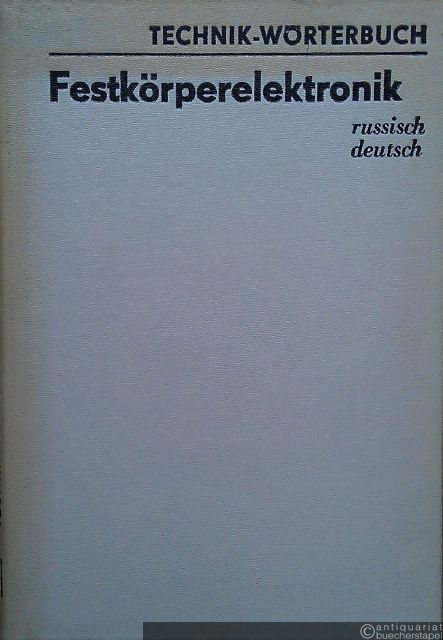 TECHNIK-WÖRTERBUCH
Festkörperelektronik
russisch
deutsch
©antiquariat
buecherstapel